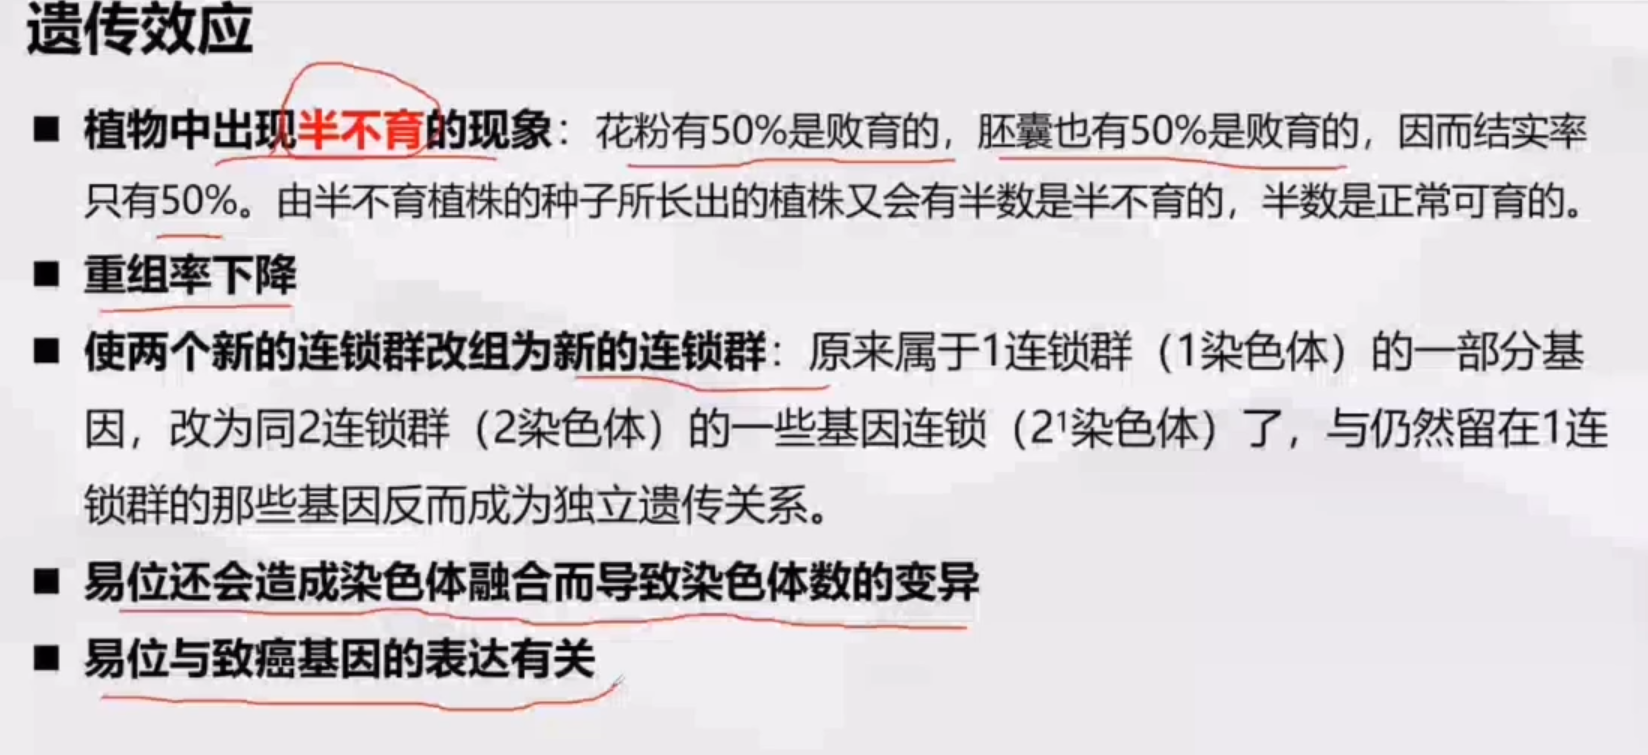 遗传效应
■ 植物中出现半不育的现象：花粉有50%是败育的，胚囊也有50%是败育的，因而结实率
只有50%。由半不育植株的种子所长出的植株又会有半数是半不育的，半数是正常可育的。
■ 重组率下降
■ 使两个新的连锁群改组为新的连锁群：原来属于1连锁群（1染色体）的一部分基
因，改为同2连锁群（2染色体）的一些基因连锁（2¹染色体）了，与仍然留在1连
锁群的那些基因反而成为独立遗传关系。
■ 易位还会造成染色体融合而导致染色体数的变异
■ 易位与致癌基因的表达有关